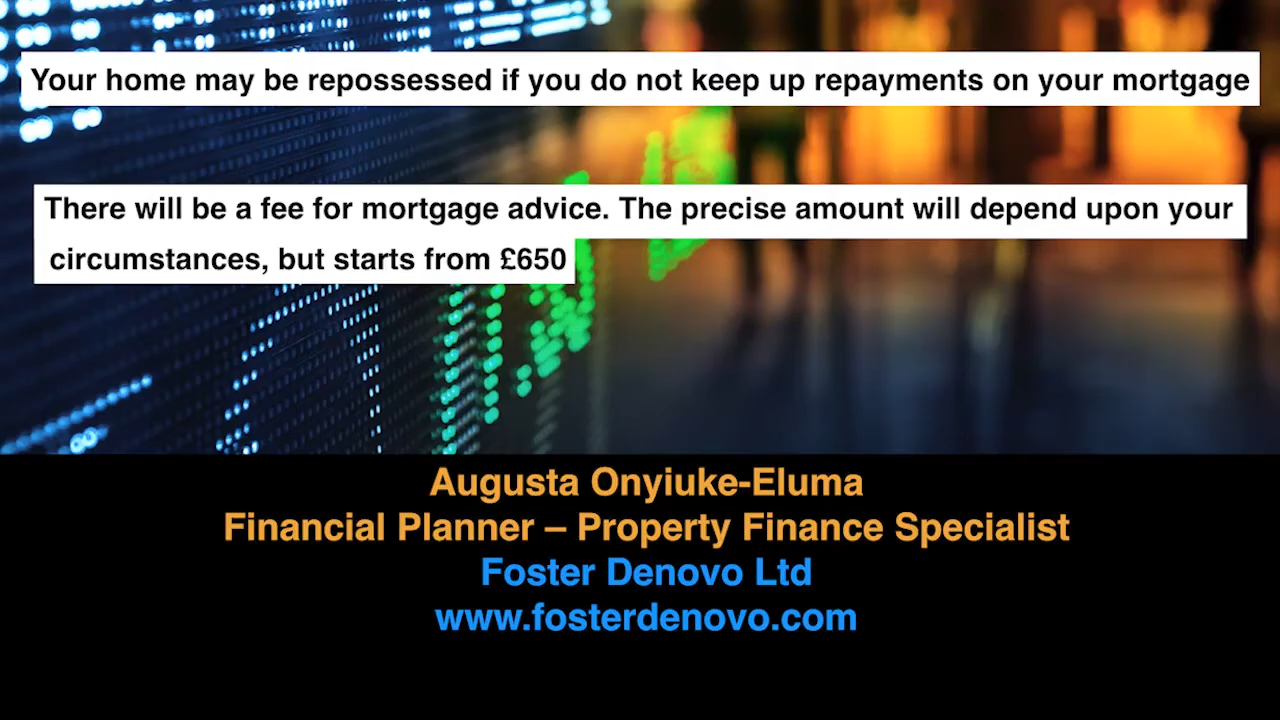 Your home may be repossessed if you do not keep up repayments on your mortgage
There will be a fee for mortgage advice. The precise amount will depend upon your
circumstances, but starts from £650
Augusta Onyiuke-Eluma
Financial Planner – Property Finance Specialist
Foster Denovo Ltd
www.fosterdenovo.com